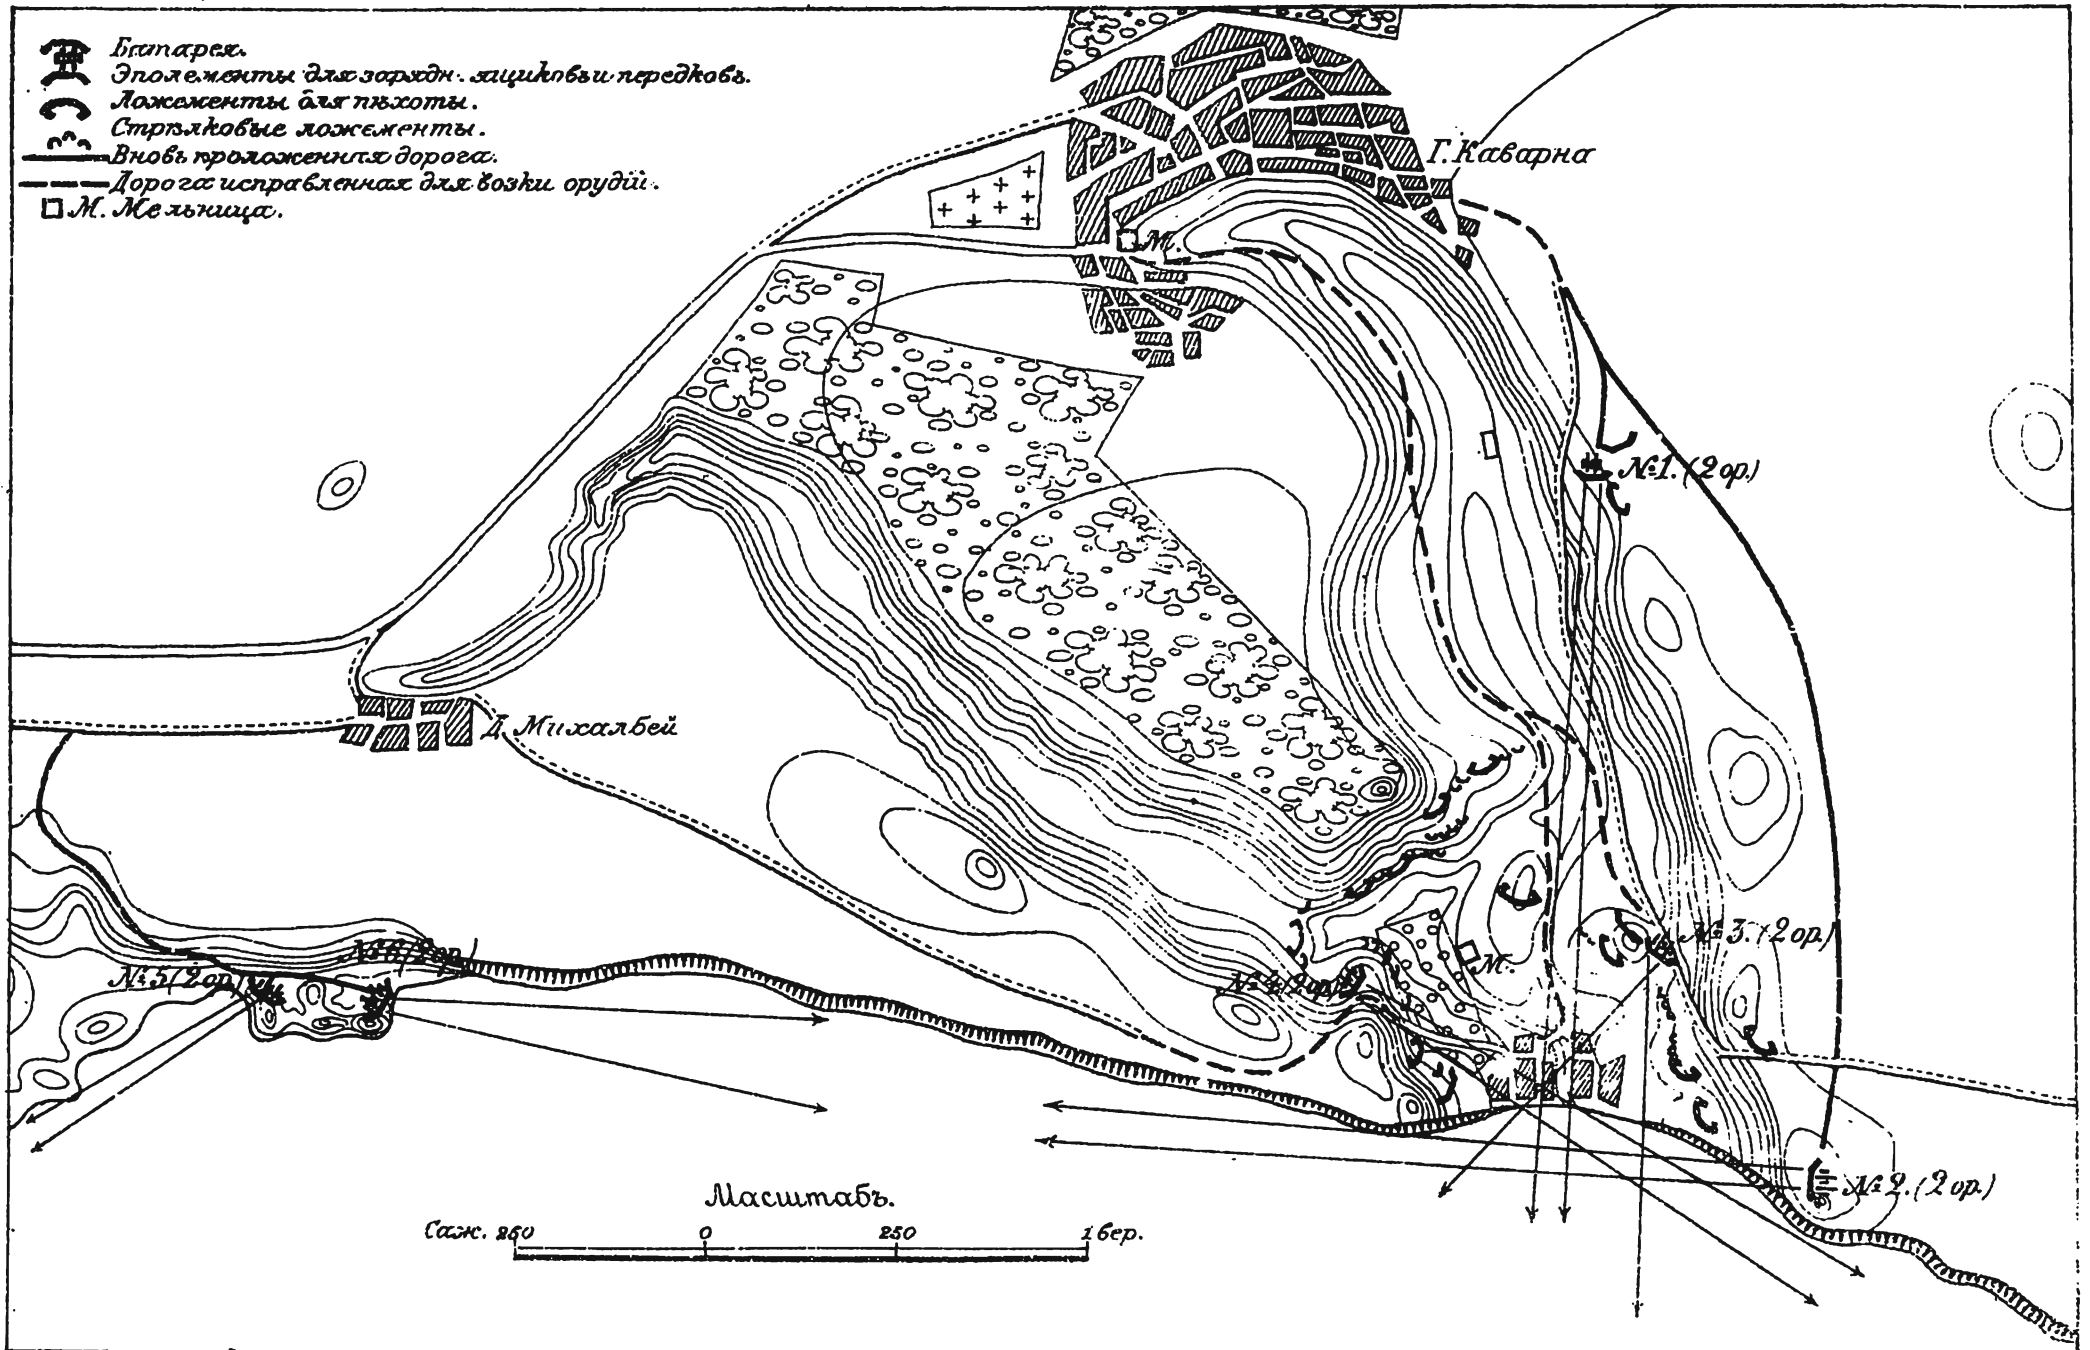 Батарея.
Эполементы для зарядн. ящиковъ и передковъ.
Ложементы для пѣхоты.
Стрѣлковые ложементы.
Вновь проложенная дорога.
Дорога исправленная для возки орудій.
М. Мельница.
Г. Каварна
М.
№1. (2 ор.)
Д. Михалбей
№3. (2 ор.)
№6 (2 ор.)
М.
№5 (2 ор.)
№4 (2 ор.)
№2. (2 ор.)
Масштабъ.
Саж. 250 0 250 1 вер.